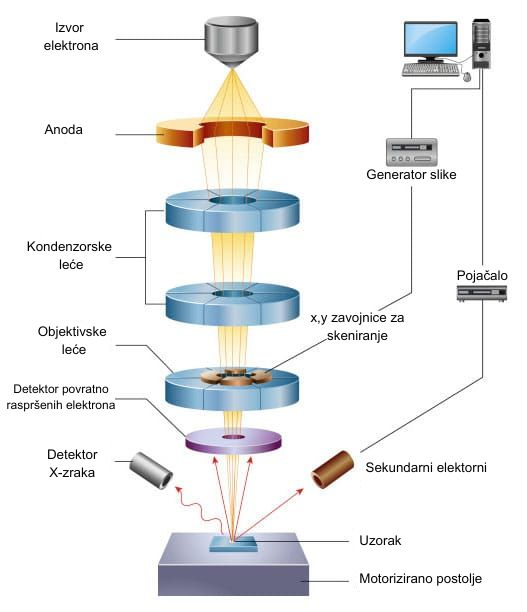 Izvor
elektrona
Anoda
Generator slike
Kondenzorske
leće
Pojačalo
x,y zavojnice za
skeniranje
Objektivske
leće
Detektor povratno
raspršenih elektrona
Detektor
X-zraka
Sekundarni elektorni
Uzorak
Motorizirano postolje